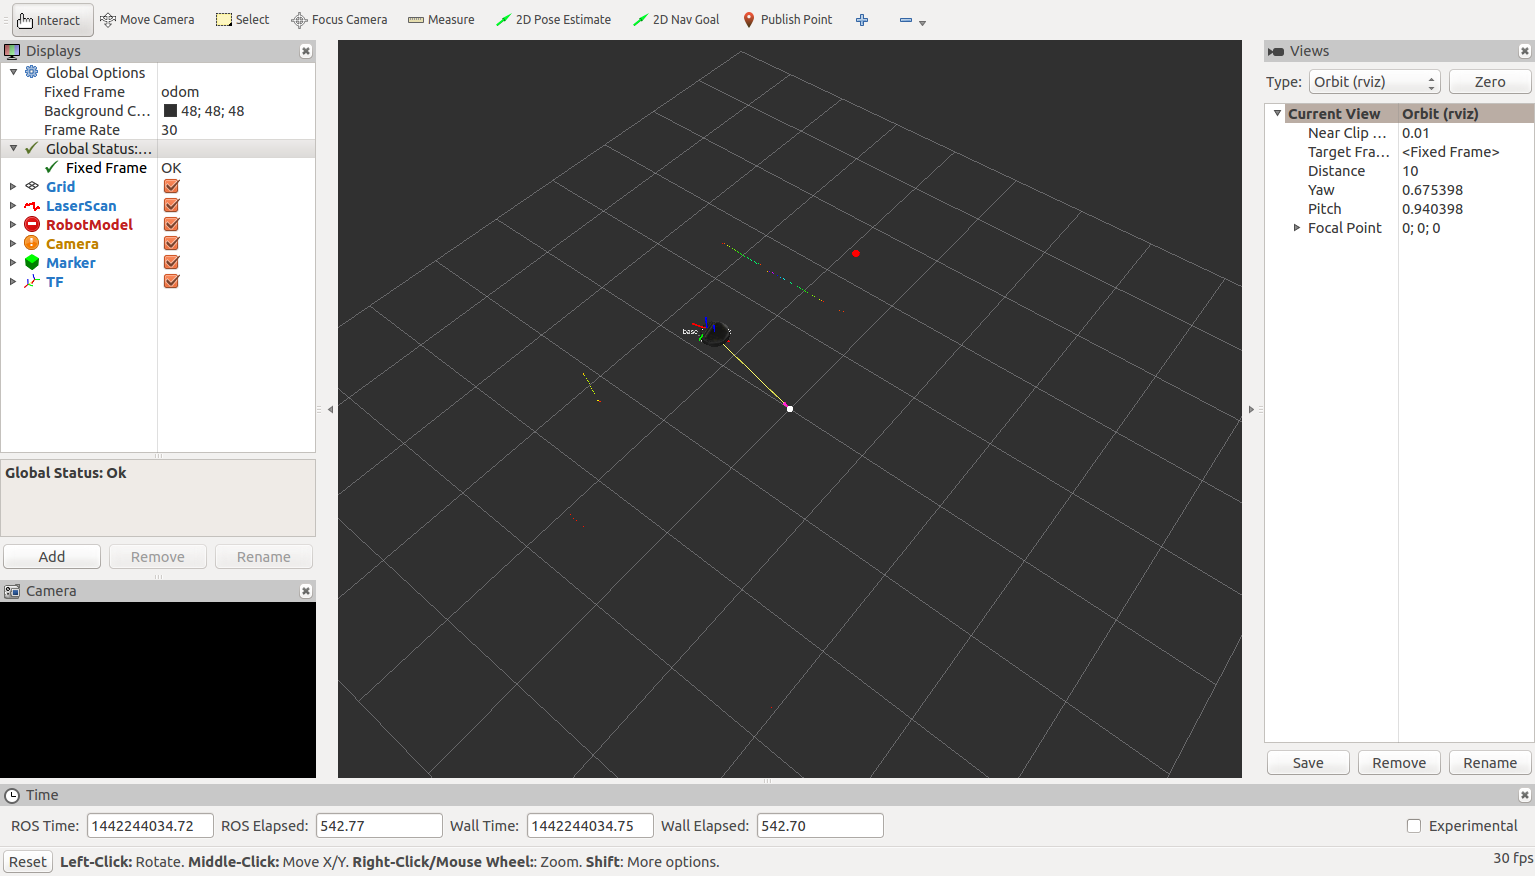 Interact Move Camera Select Focus Camera Measure 2D Pose Estimate 2D Nav Goal Publish Point
Displays
Global Options
Fixed Frame odom
Background C... 48; 48; 48
Frame Rate 30
Global Status:...
Fixed Frame OK
Grid
LaserScan
RobotModel
Camera
Marker
TF
Global Status: Ok
Add Remove Rename
Camera
base
Views
Type: Orbit (rviz) Zero
Current View Orbit (rviz)
Near Clip ... 0.01
Target Fra... <Fixed Frame>
Distance 10
Yaw 0.675398
Pitch 0.940398
Focal Point 0; 0; 0
Save Remove Rename
Time
ROS Time: 1442244034.72 ROS Elapsed: 542.77 Wall Time: 1442244034.75 Wall Elapsed: 542.70 Experimental
Reset Left-Click: Rotate. Middle-Click: Move X/Y. Right-Click/Mouse Wheel:: Zoom. Shift: More options. 30 fps